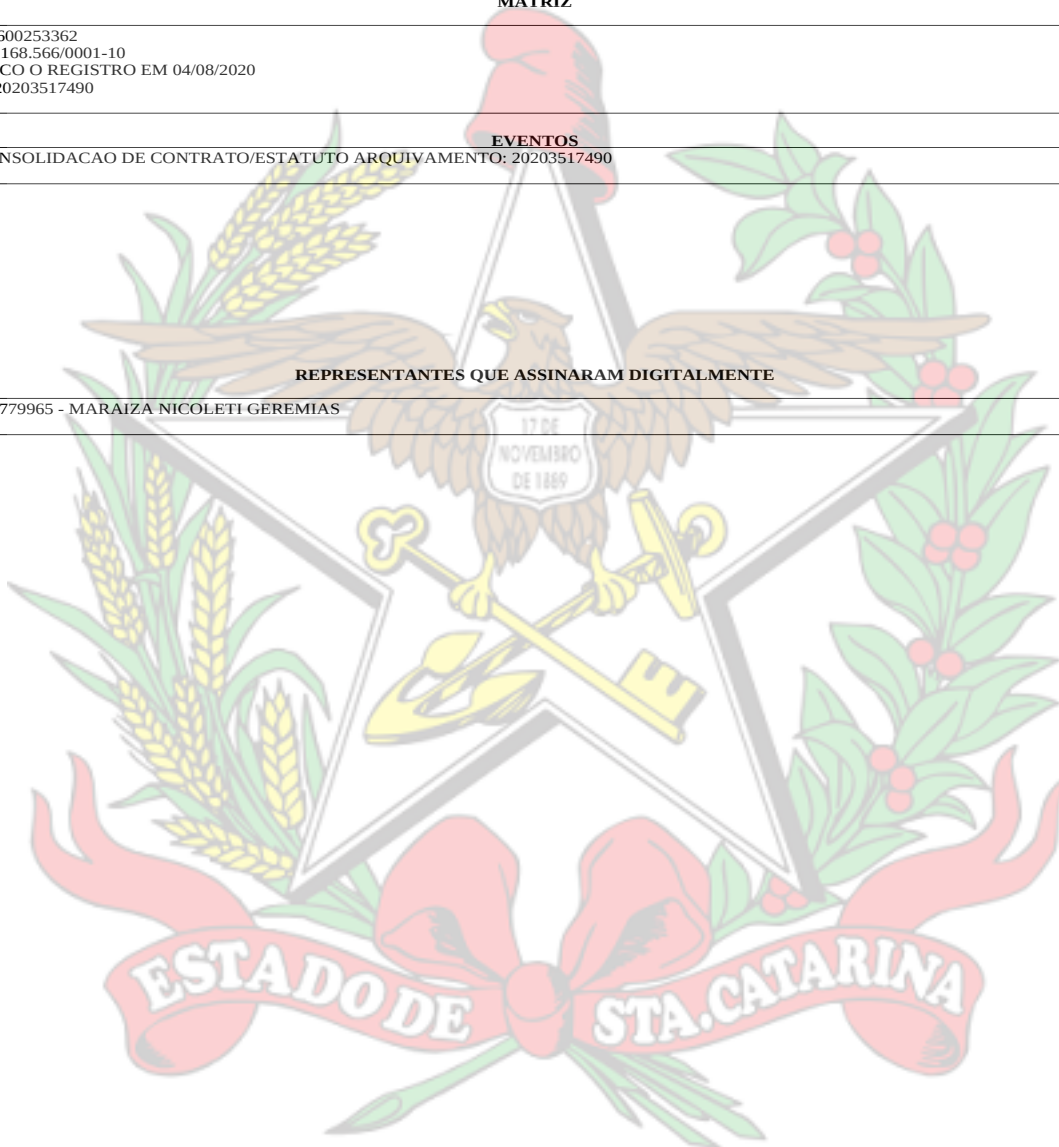 MATRIZ
600253362
168.566/0001-10
CO O REGISTRO EM 04/08/2020
20203517490
EVENTOS
NSOLIDACAO DE CONTRATO/ESTATUTO ARQUIVAMENTO: 20203517490
REPRESENTANTES QUE ASSINARAM DIGITALMENTE
779965 - MARAIZA NICOLETI GEREMIAS
17 DE
NOVEMBRO
DE 1889
ESTADO DE STA.CATARINA